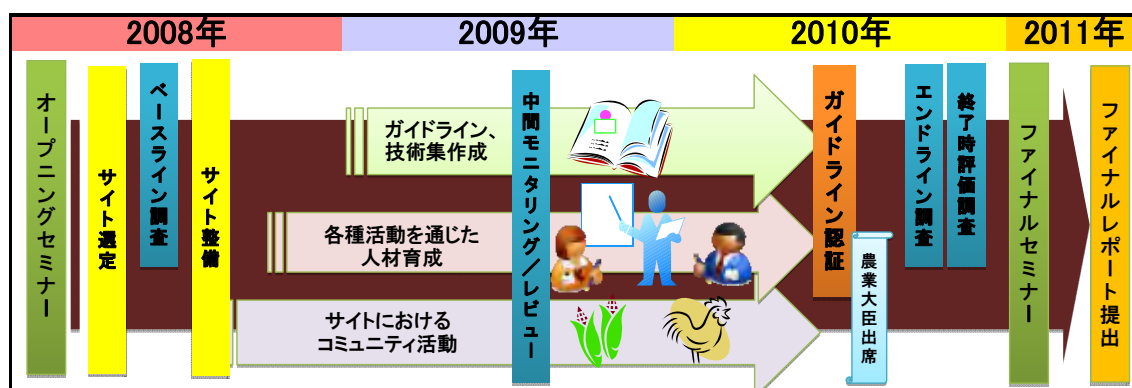 2008年
2009年
2010年
2011年
オープニングセミナー
サイト選定
ベースライン調査
サイト整備
ガイドライン、
技術集作成
各種活動を通じた
人材育成
サイトにおける
コミュニティ活動
中間モニタリング／レビュー
ガイドライン認証
農業大臣出席
エンドライン調査
終了時評価調査
ファイナルセミナー
ファイナルレポート提出